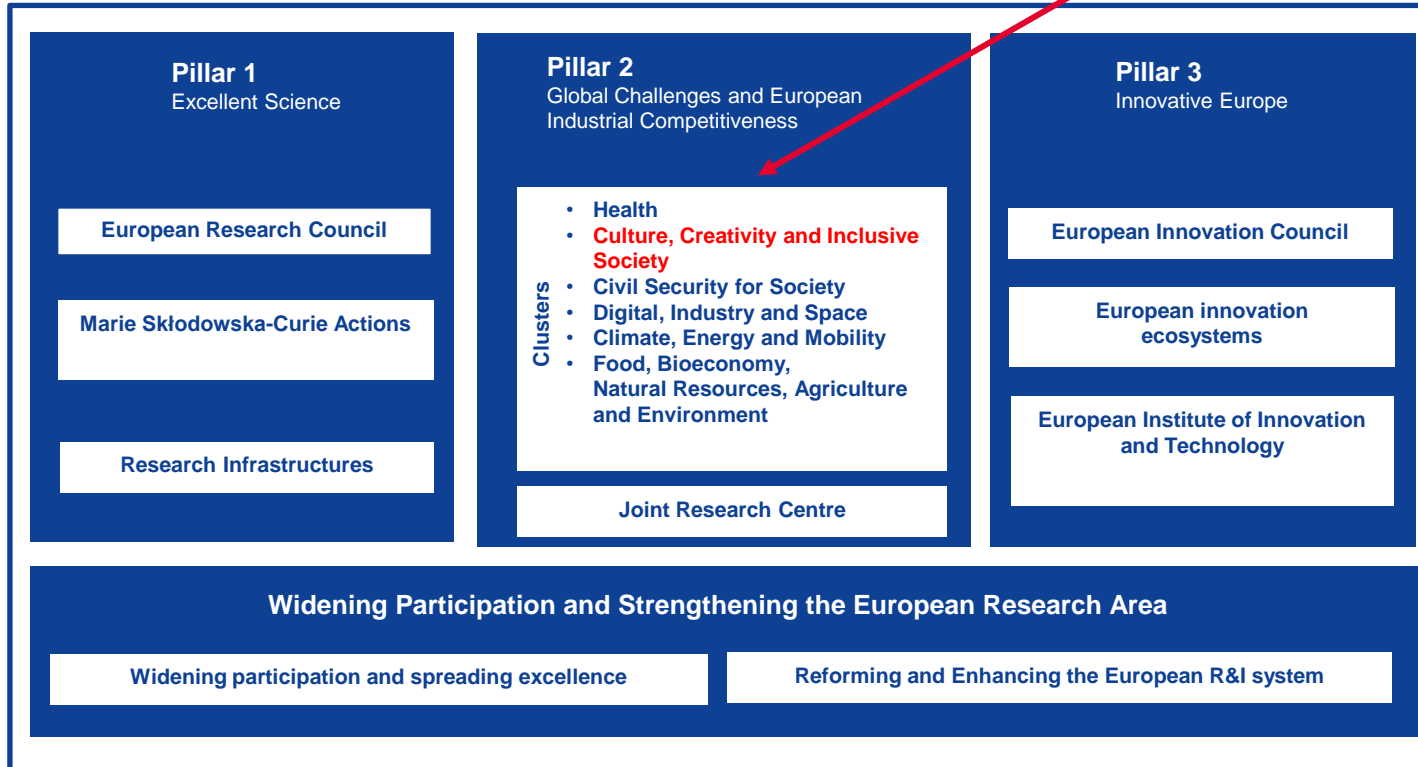 Pillar 1
Excellent Science
European Research Council
Marie Skłodowska-Curie Actions
Research Infrastructures
Pillar 2
Global Challenges and European
Industrial Competitiveness
Clusters
• Health
• Culture, Creativity and Inclusive
Society
• Civil Security for Society
• Digital, Industry and Space
• Climate, Energy and Mobility
• Food, Bioeconomy,
Natural Resources, Agriculture
and Environment
Joint Research Centre
Pillar 3
Innovative Europe
European Innovation Council
European innovation
ecosystems
European Institute of Innovation
and Technology
Widening Participation and Strengthening the European Research Area
Widening participation and spreading excellence
Reforming and Enhancing the European R&I system